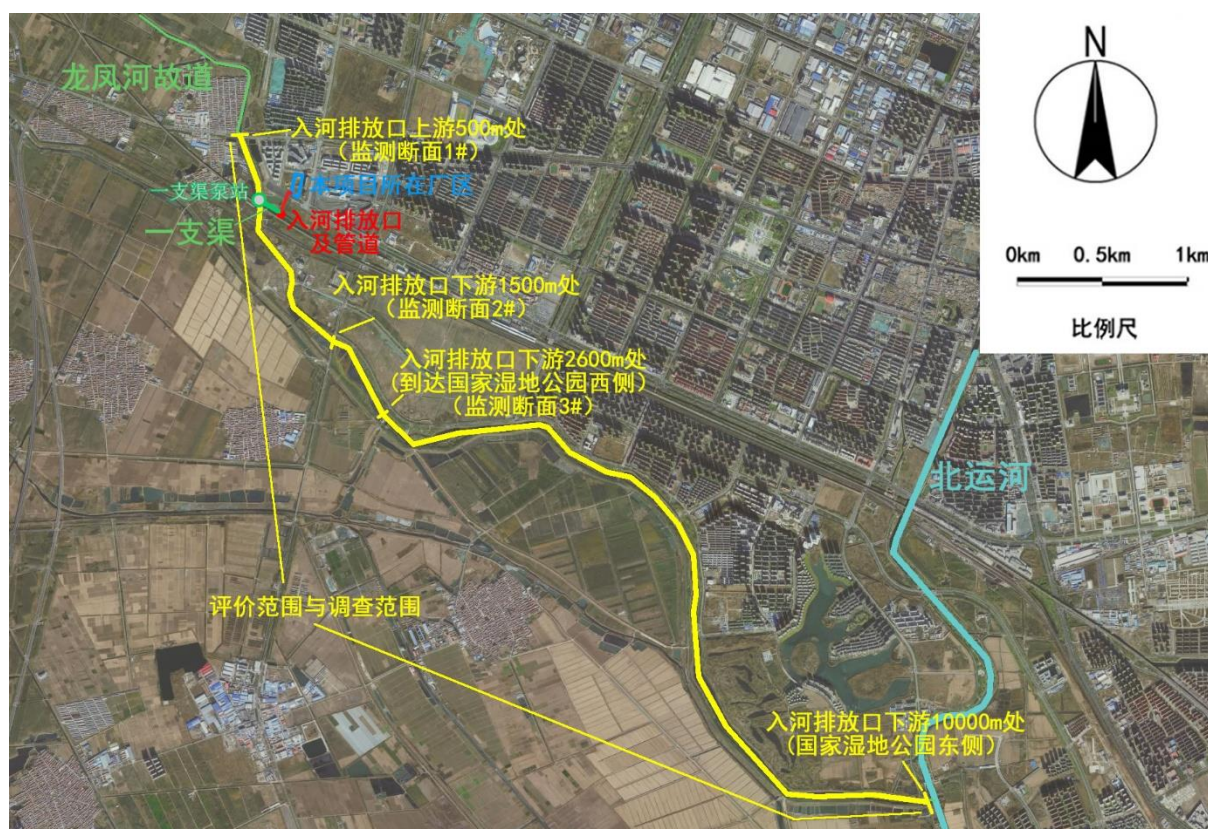 N
0km 0.5km 1km
比例尺
龙凤河故道
入河排放口上游500m处
(监测断面1#)
一支渠泵站
本项目所在厂区
一支渠
入河排放口
及管道
入河排放口下游1500m处
(监测断面2#)
入河排放口下游2600m处
(到达国家湿地公园西侧)
(监测断面3#)
北运河
评价范围与调查范围
入河排放口下游10000m处
(国家湿地公园东侧)